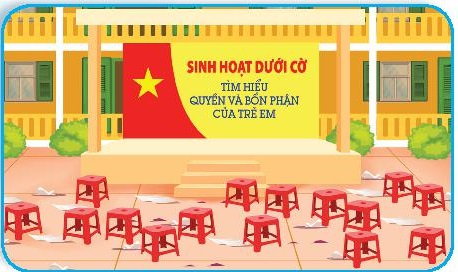 SINH HOẠT DƯỚI CỜ
TÌM HIỂU
QUYỀN VÀ BỔN PHẬN
CỦA TRẺ EM